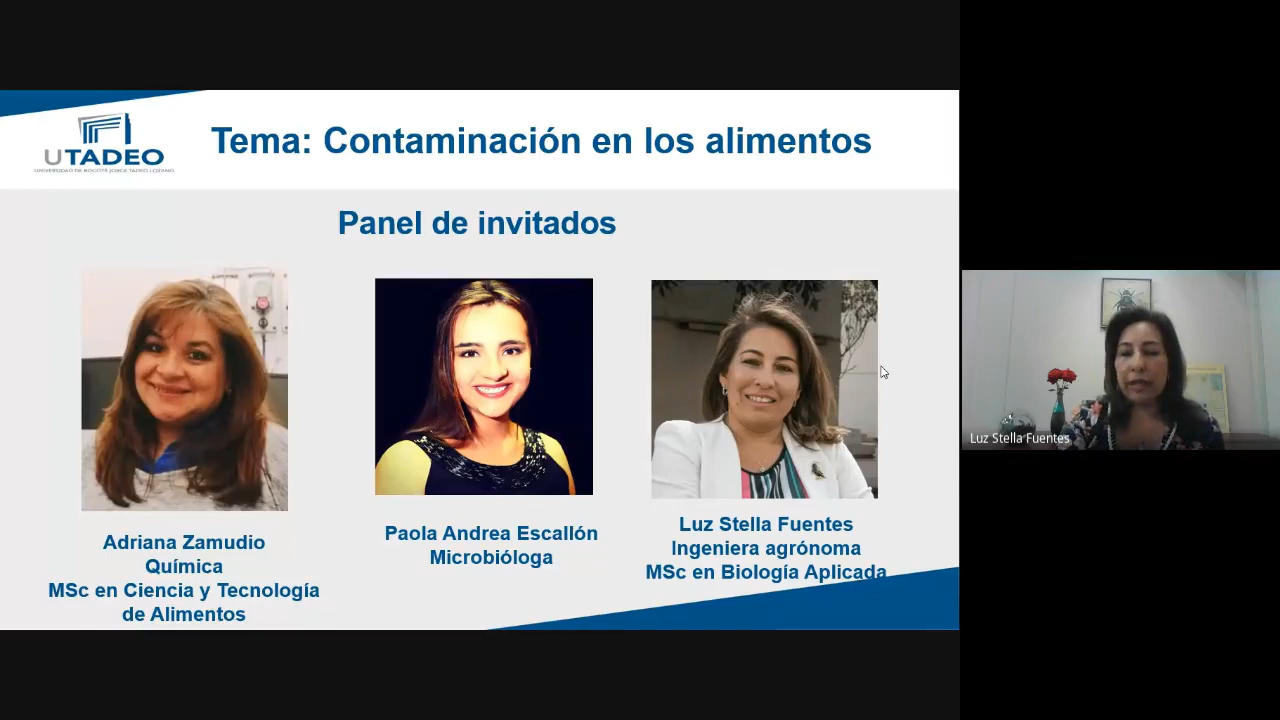 Tema: Contaminación en los alimentos
UTADEO
UNIVERSIDAD DE BOGOTÁ JORGE TADEO LOZANO
Panel de invitados
Adriana Zamudio
Química
MSc en Ciencia y Tecnología
de Alimentos
Paola Andrea Escallón
Microbióloga
Luz Stella Fuentes
Ingeniera agrónoma
MSc en Biología Aplicada
Luz Stella Fuentes